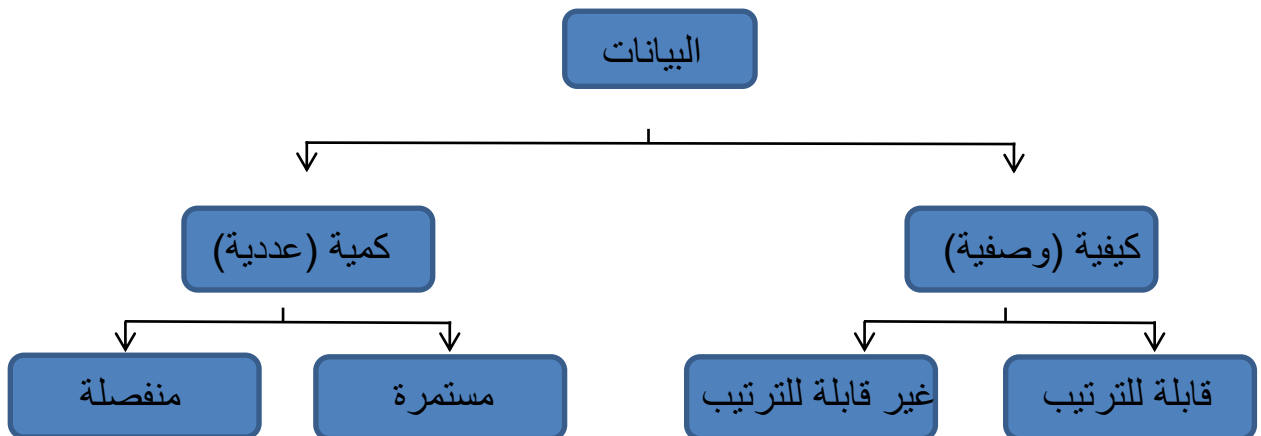 البيانات
كيفية (وصفية)
كمية (عددية)
قابلة للترتيب
غير قابلة للترتيب
مستمرة
منفصلة